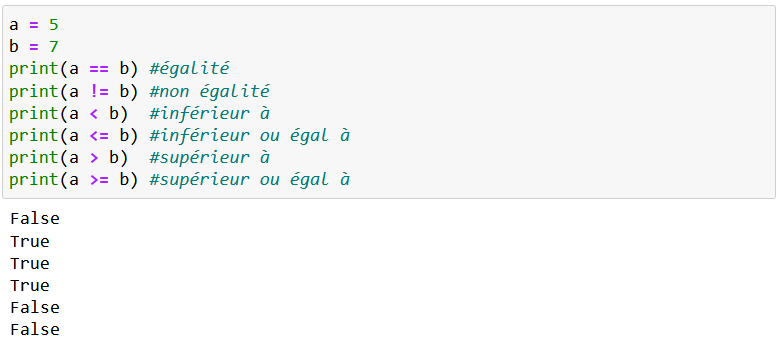 a = 5
b = 7
print(a == b) #égalité
print(a != b) #non égalité
print(a < b)  #inférieur à
print(a <= b) #inférieur ou égal à
print(a > b)  #supérieur à
print(a >= b) #supérieur ou égal à
False
True
True
True
False
False